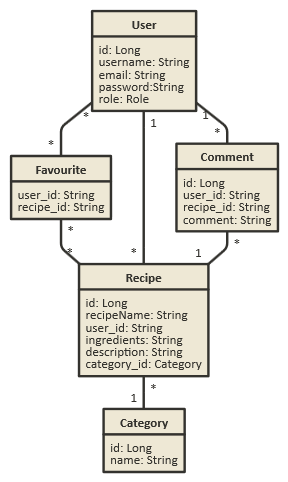 User
id: Long
username: String
email: String
password:String
role: Role
* 1 1
* *
Favourite
user_id: String
recipe_id: String
Comment
id: Long
user_id: String
recipe_id: String
comment: String
* *
* * 1
Recipe
id: Long
recipeName: String
user_id: String
ingredients: String
description: String
category_id: Category
*
1
Category
id: Long
name: String